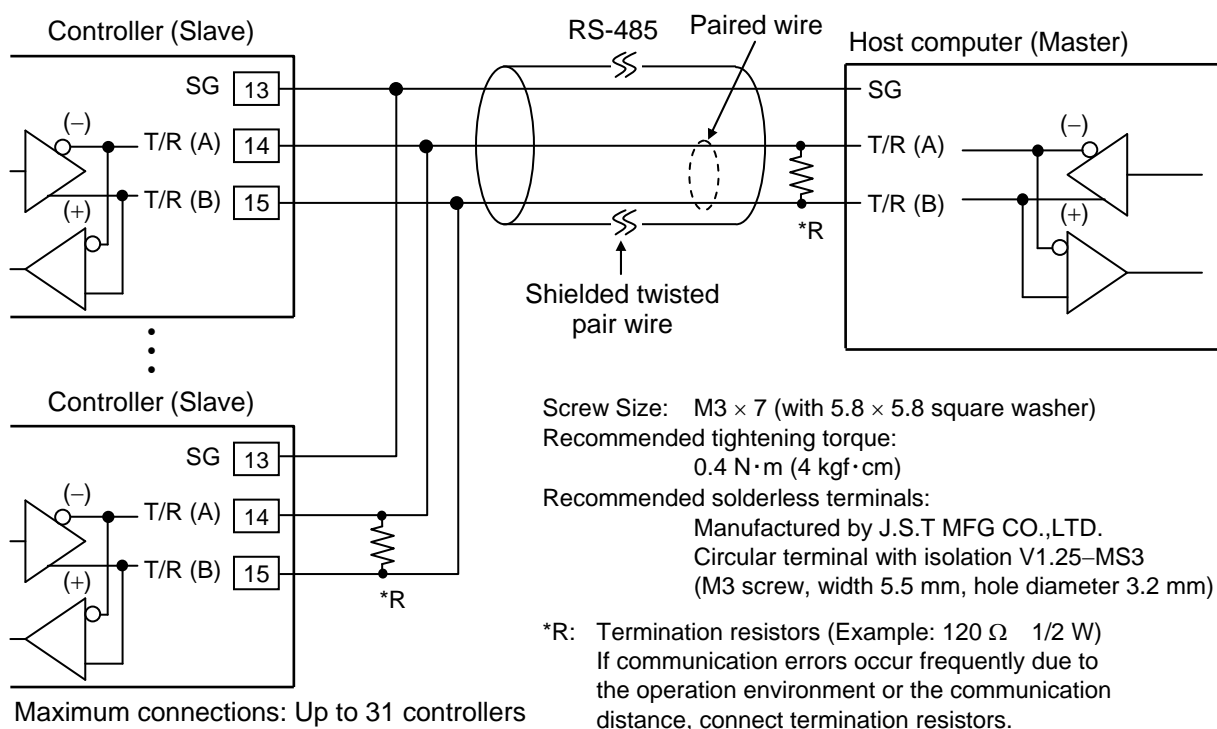 Controller (Slave)
RS-485
Paired wire
Host computer (Master)
SG 13
SG
(−)
T/R (A) 14
T/R (A)
(−)
T/R (B) 15
T/R (B)
(+)
(+)
*R
Shielded twisted
pair wire
Controller (Slave)
SG 13
(−)
T/R (A) 14
T/R (B) 15
(+)
*R
Maximum connections: Up to 31 controllers
Screw Size: M3 × 7 (with 5.8 × 5.8 square washer)
Recommended tightening torque:
0.4 N·m (4 kgf·cm)
Recommended solderless terminals:
Manufactured by J.S.T MFG CO.,LTD.
Circular terminal with isolation V1.25−MS3
(M3 screw, width 5.5 mm, hole diameter 3.2 mm)
*R: Termination resistors (Example: 120 Ω 1/2 W)
If communication errors occur frequently due to
the operation environment or the communication
distance, connect termination resistors.